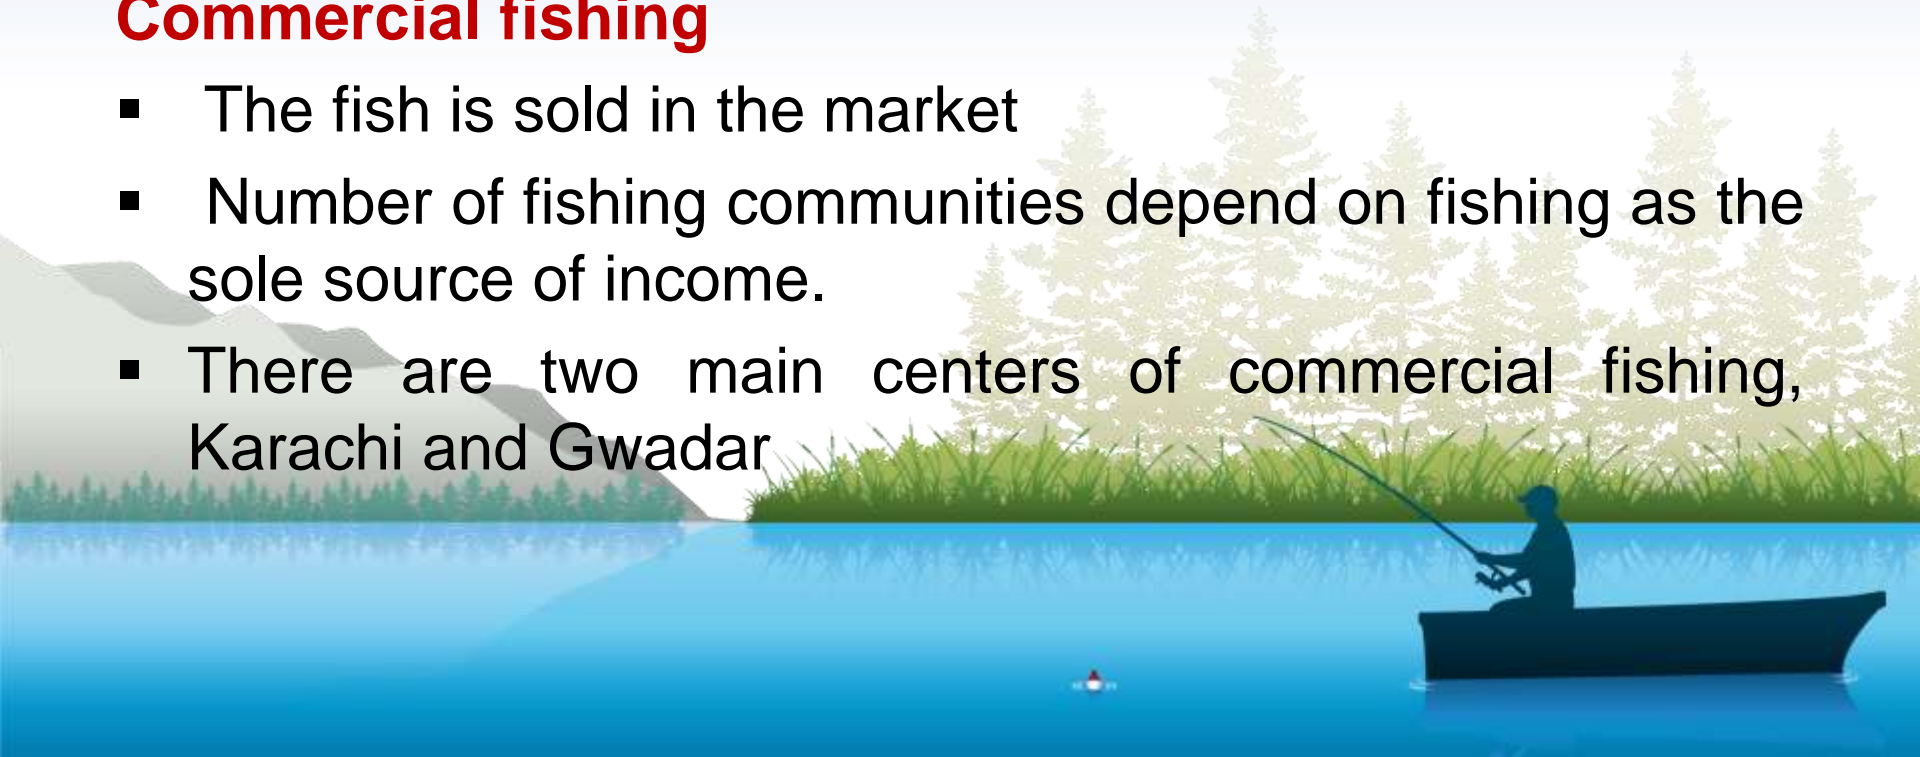 Commercial fishing
▪ The fish is sold in the market
▪ Number of fishing communities depend on fishing as the
sole source of income.
▪ There are two main centers of commercial fishing,
Karachi and Gwadar